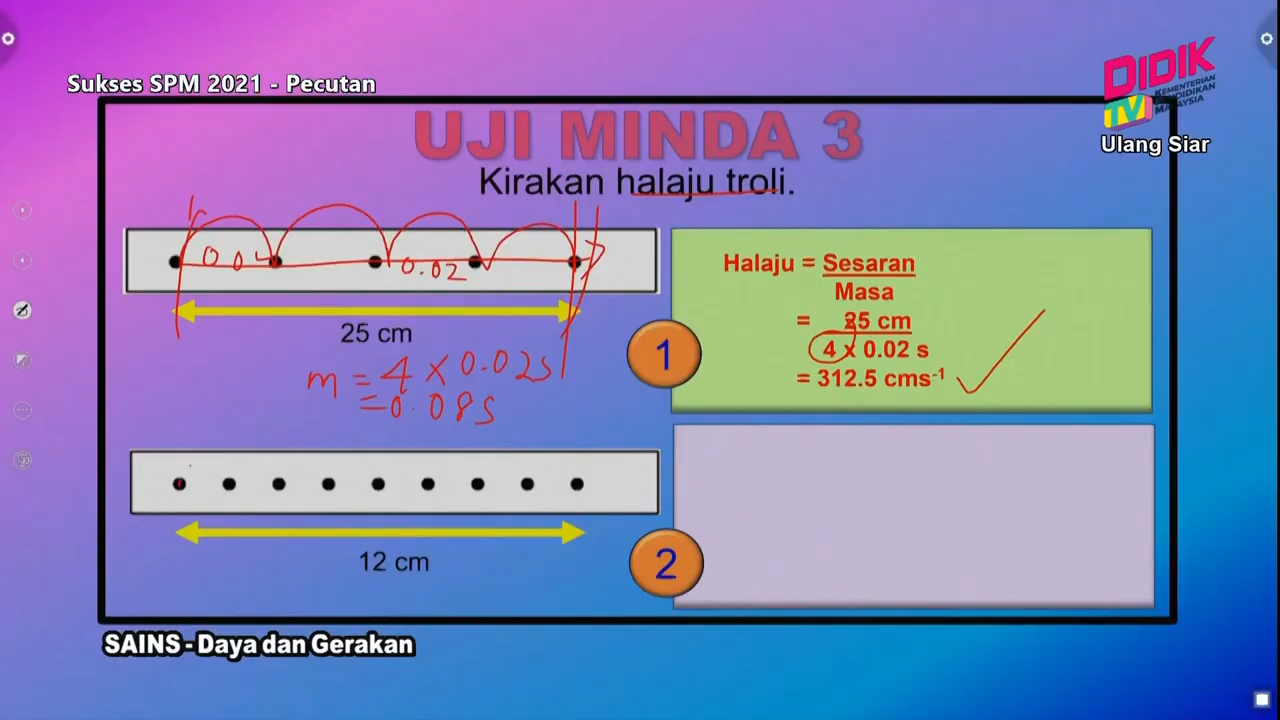 Sukses SPM 2021 - Pecutan
DIDIK
TV
KEMENTERIAN
PENDIDIKAN
MALAYSIA
Ulang Siar
UJI MINDA 3
Kirakan halaju troli.
0.02
25 cm
m = 4 × 0.02s
= 0.08s
1
Halaju = Sesaran
Masa
= 25 cm
4 x 0.02 s
= 312.5 cms⁻¹
12 cm
2
SAINS - Daya dan Gerakan